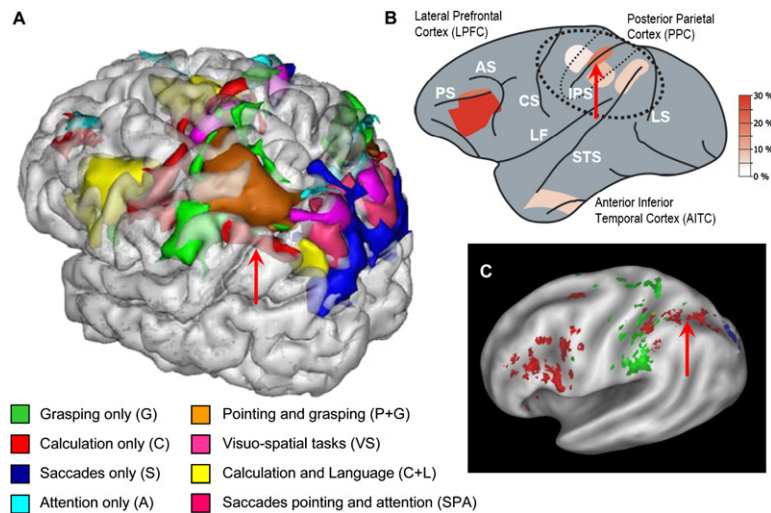 A
B
Lateral Prefrontal
Cortex (LPFC)
Posterior Parietal
Cortex (PPC)
AS
PS
CS
IPS
LF
LS
STS
30 %
20 %
10 %
0 %
Anterior Inferior
Temporal Cortex (AITC)
C
Grasping only (G)
Calculation only (C)
Saccades only (S)
Attention only (A)
Pointing and grasping (P+G)
Visuo-spatial tasks (VS)
Calculation and Language (C+L)
Saccades pointing and attention (SPA)